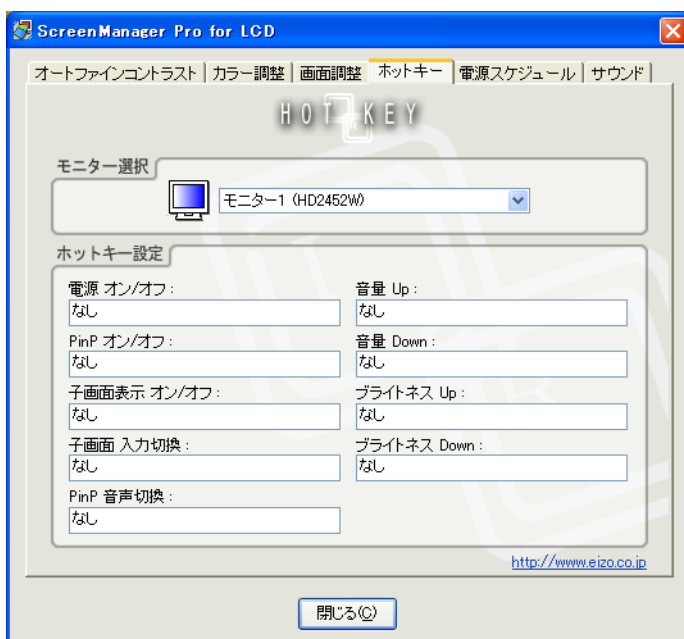 ScreenManager Pro for LCD
オートファインコントラスト カラー調整 画面調整 ホットキー 電源スケジュール サウンド
HOT KEY
モニター選択
モニター1 (HD2452W)
ホットキー設定
電源 オン/オフ :
なし
PinP オン/オフ :
なし
子画面表示 オン/オフ :
なし
子画面 入力切換 :
なし
PinP 音声切換 :
なし
音量 Up :
なし
音量 Down :
なし
ブライトネス Up :
なし
ブライトネス Down :
なし
http://www.eizo.co.jp
閉じる(C)